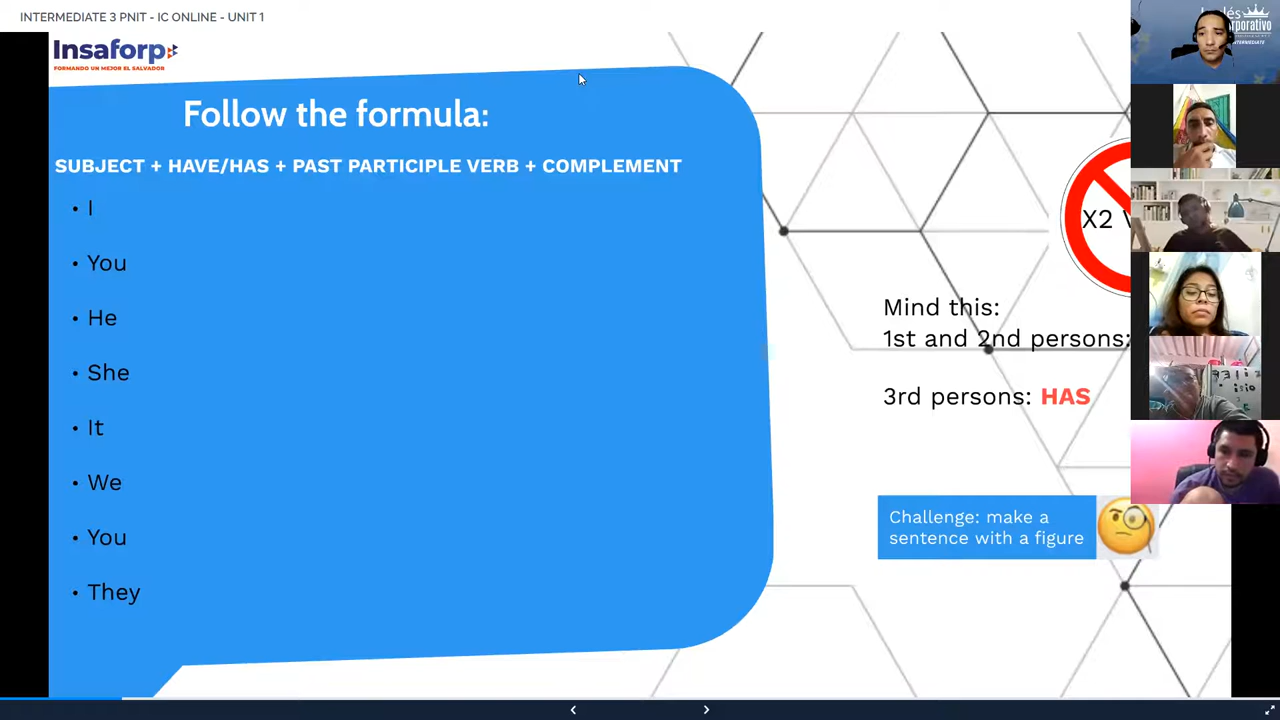 INTERMEDIATE 3 PNIT - IC ONLINE - UNIT 1
Insaforp
FORMANDO UN MEJOR EL SALVADOR
Follow the formula:
SUBJECT + HAVE/HAS + PAST PARTICIPLE VERB + COMPLEMENT
• I
• You
• He
• She
• It
• We
• You
• They
X2 V
Mind this:
1st and 2nd persons:
3rd persons: HAS
Challenge: make a
sentence with a figure